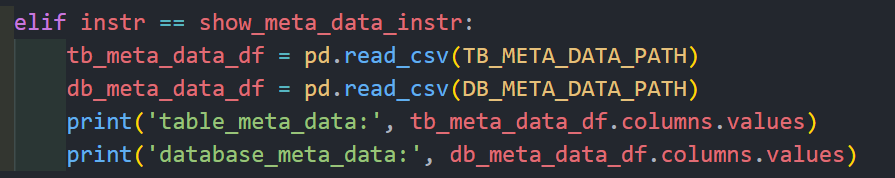 elif instr == show_meta_data_instr:
    tb_meta_data_df = pd.read_csv(TB_META_DATA_PATH)
    db_meta_data_df = pd.read_csv(DB_META_DATA_PATH)
    print('table_meta_data:', tb_meta_data_df.columns.values)
    print('database_meta_data:', db_meta_data_df.columns.values)